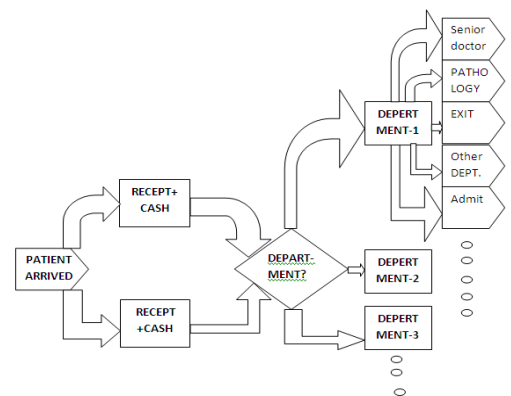 PATIENT
ARRIVED
RECEPT+
CASH
RECEPT
+CASH
DEPART-
MENT?
DEPERT
MENT-1
DEPERT
MENT-2
DEPERT
MENT-3
Senior
doctor
PATHO
LOGY
EXIT
Other
DEPT.
Admit